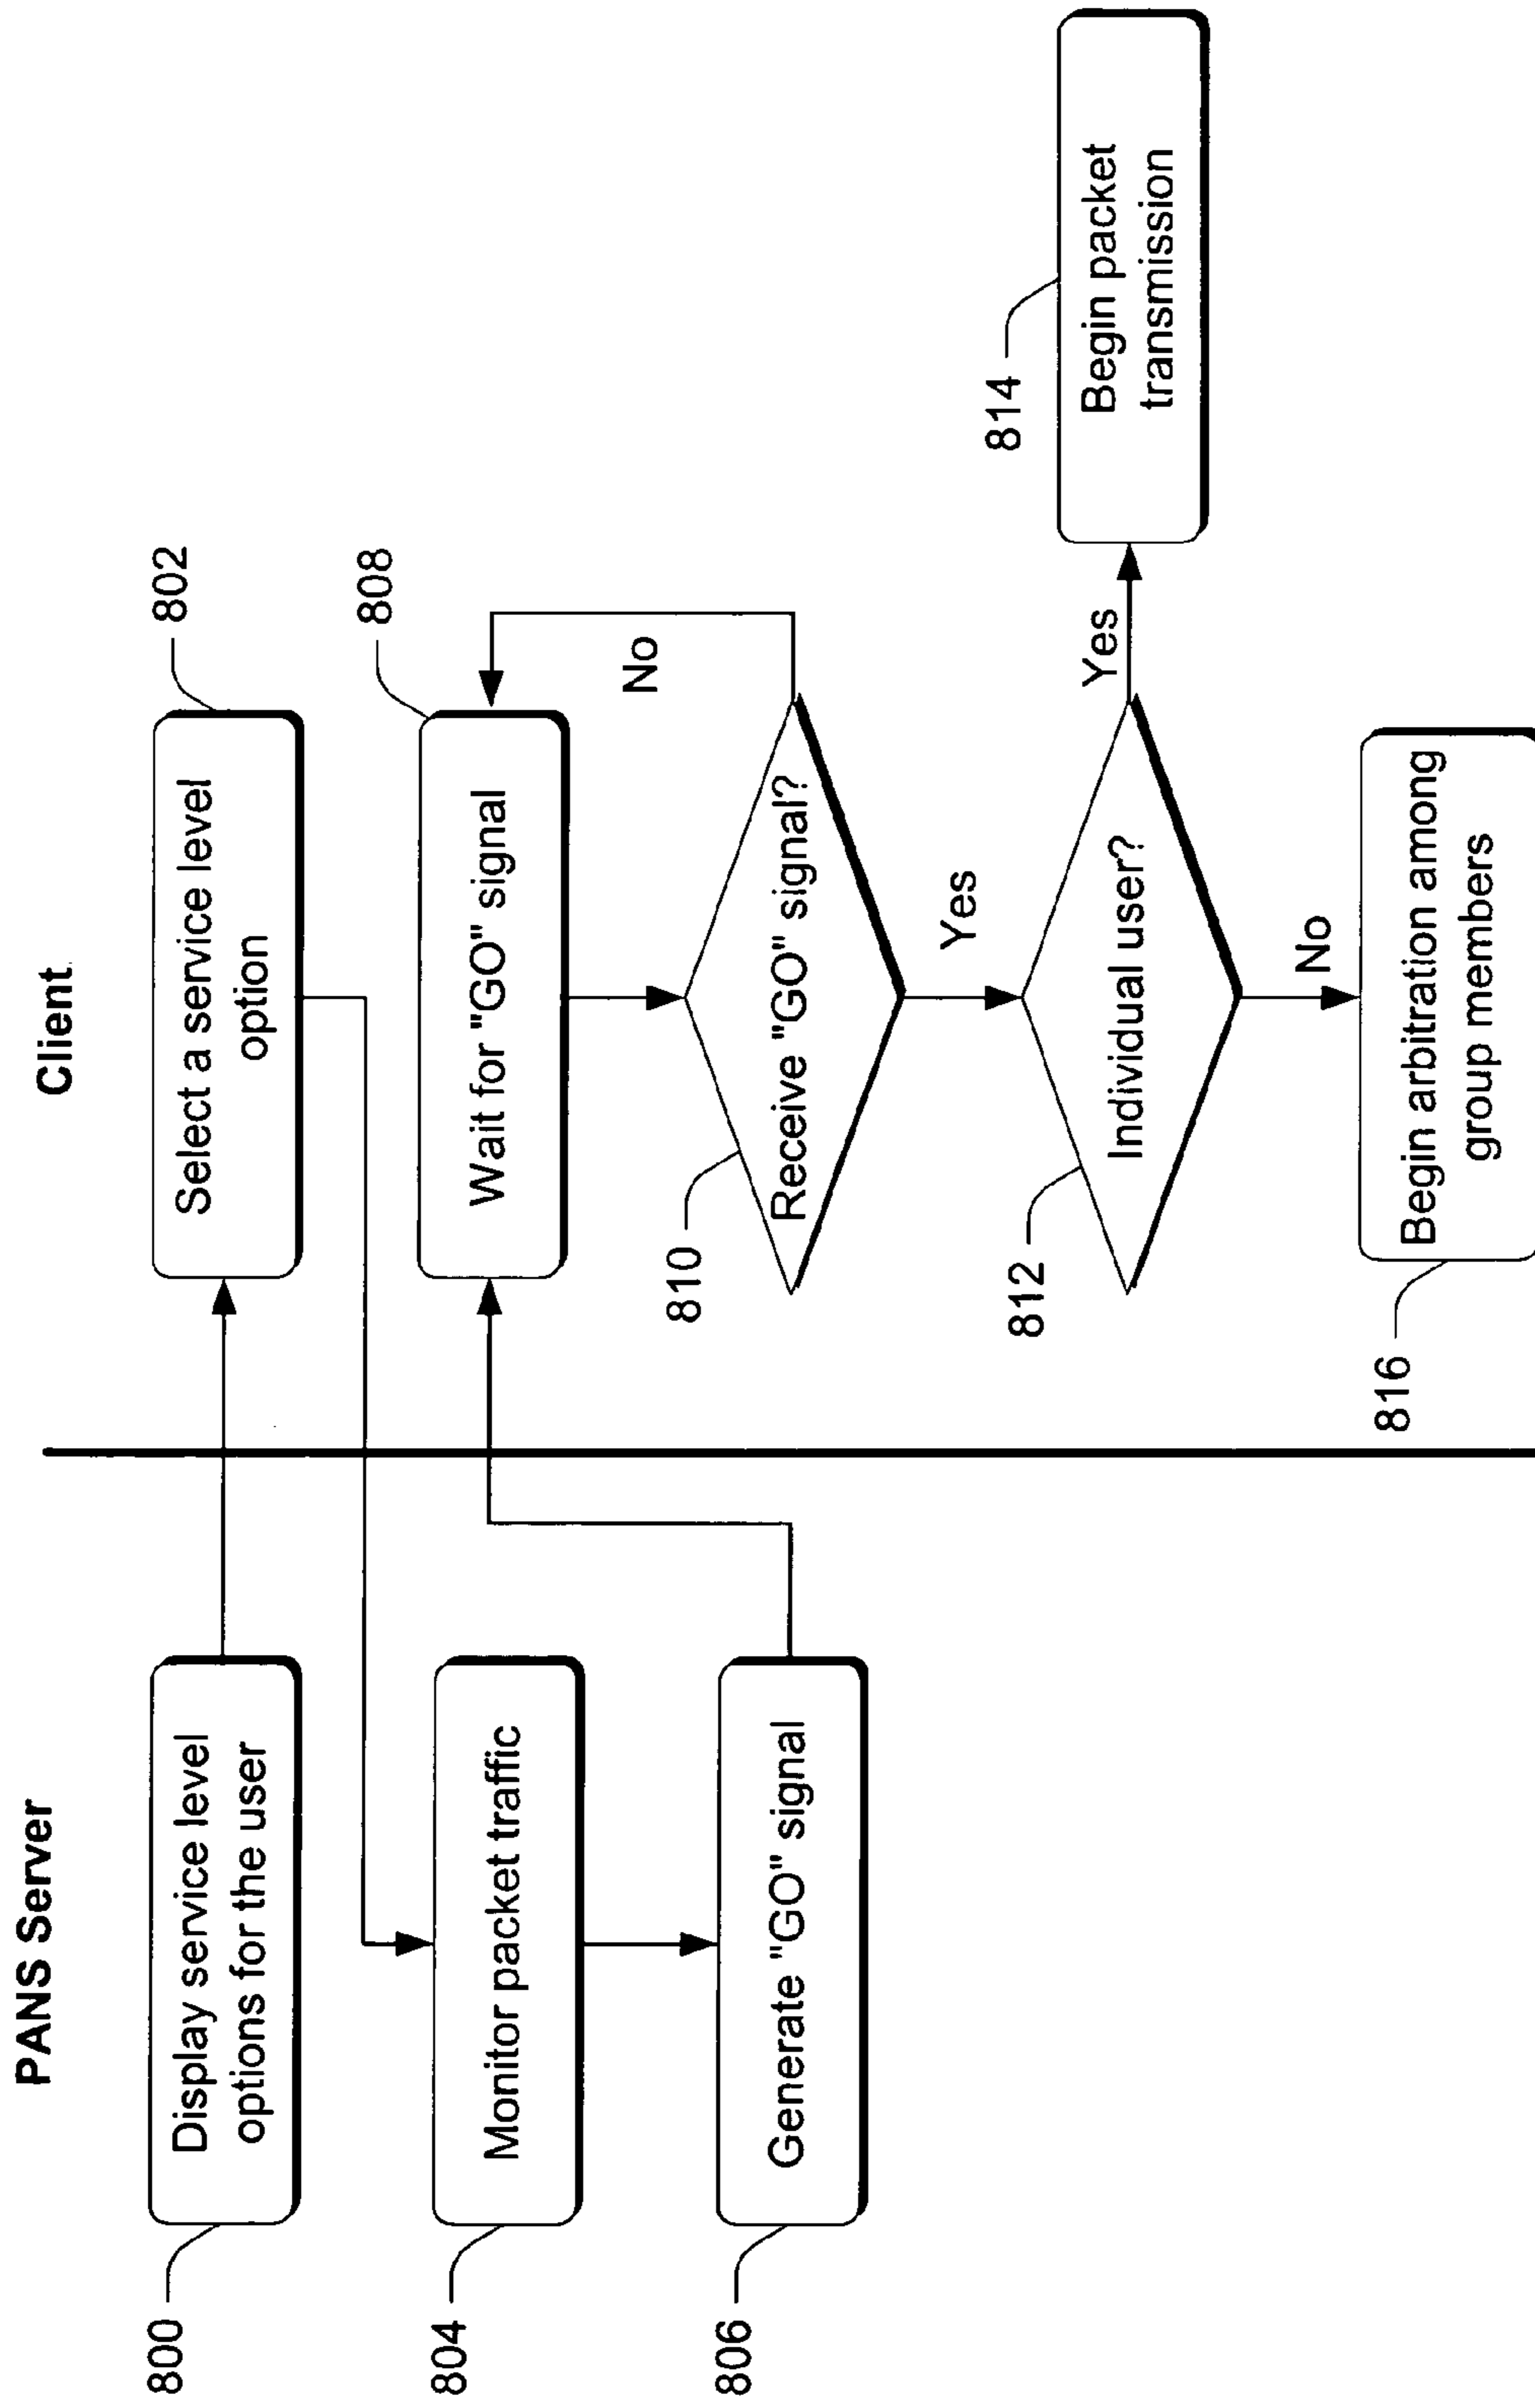 PANS Server
Client
800
Display service level
options for the user
802
Select a service level
option
804
Monitor packet traffic
806
Generate "GO" signal
808
Wait for "GO" signal
810
Receive "GO" signal?
No
Yes
812
Individual user?
Yes
814
Begin packet
transmission
No
816
Begin arbitration among
group members